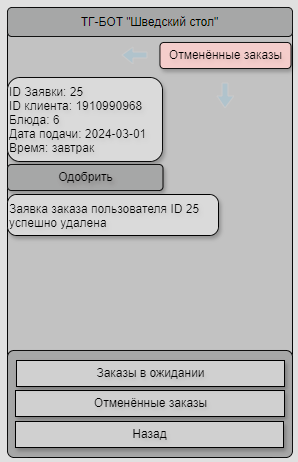 ТГ-БОТ "Шведский стол"
Отменённые заказы
ID Заявки: 25
ID клиента: 1910990968
Блюда: 6
Дата подачи: 2024-03-01
Время: завтрак
Одобрить
Заявка заказа пользователя ID 25
успешно удалена
Заказы в ожидании
Отменённые заказы
Назад